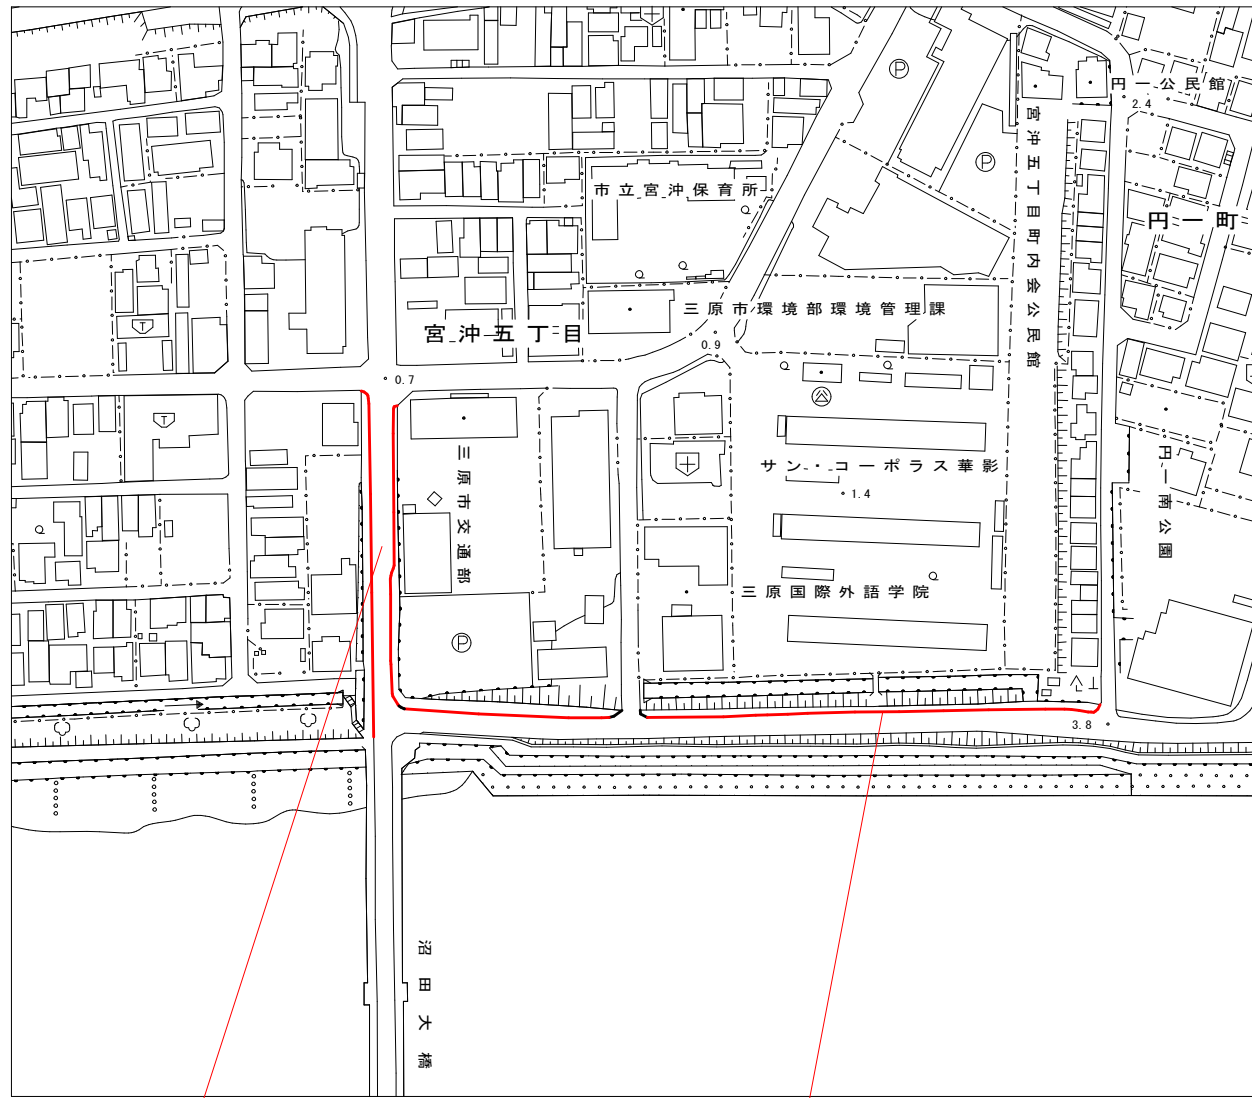 円一公民館
2.4
市立宮沖保育所
宮沖五丁目町内会公民館
円一町
三原市環境部環境管理課
宮沖五丁目
0.9
0.7
三原市交通部
サン・コーポラス華影
1.4
円一南公園
三原国際外語学院
3.8
沼田大橋
P
P
P
T
T